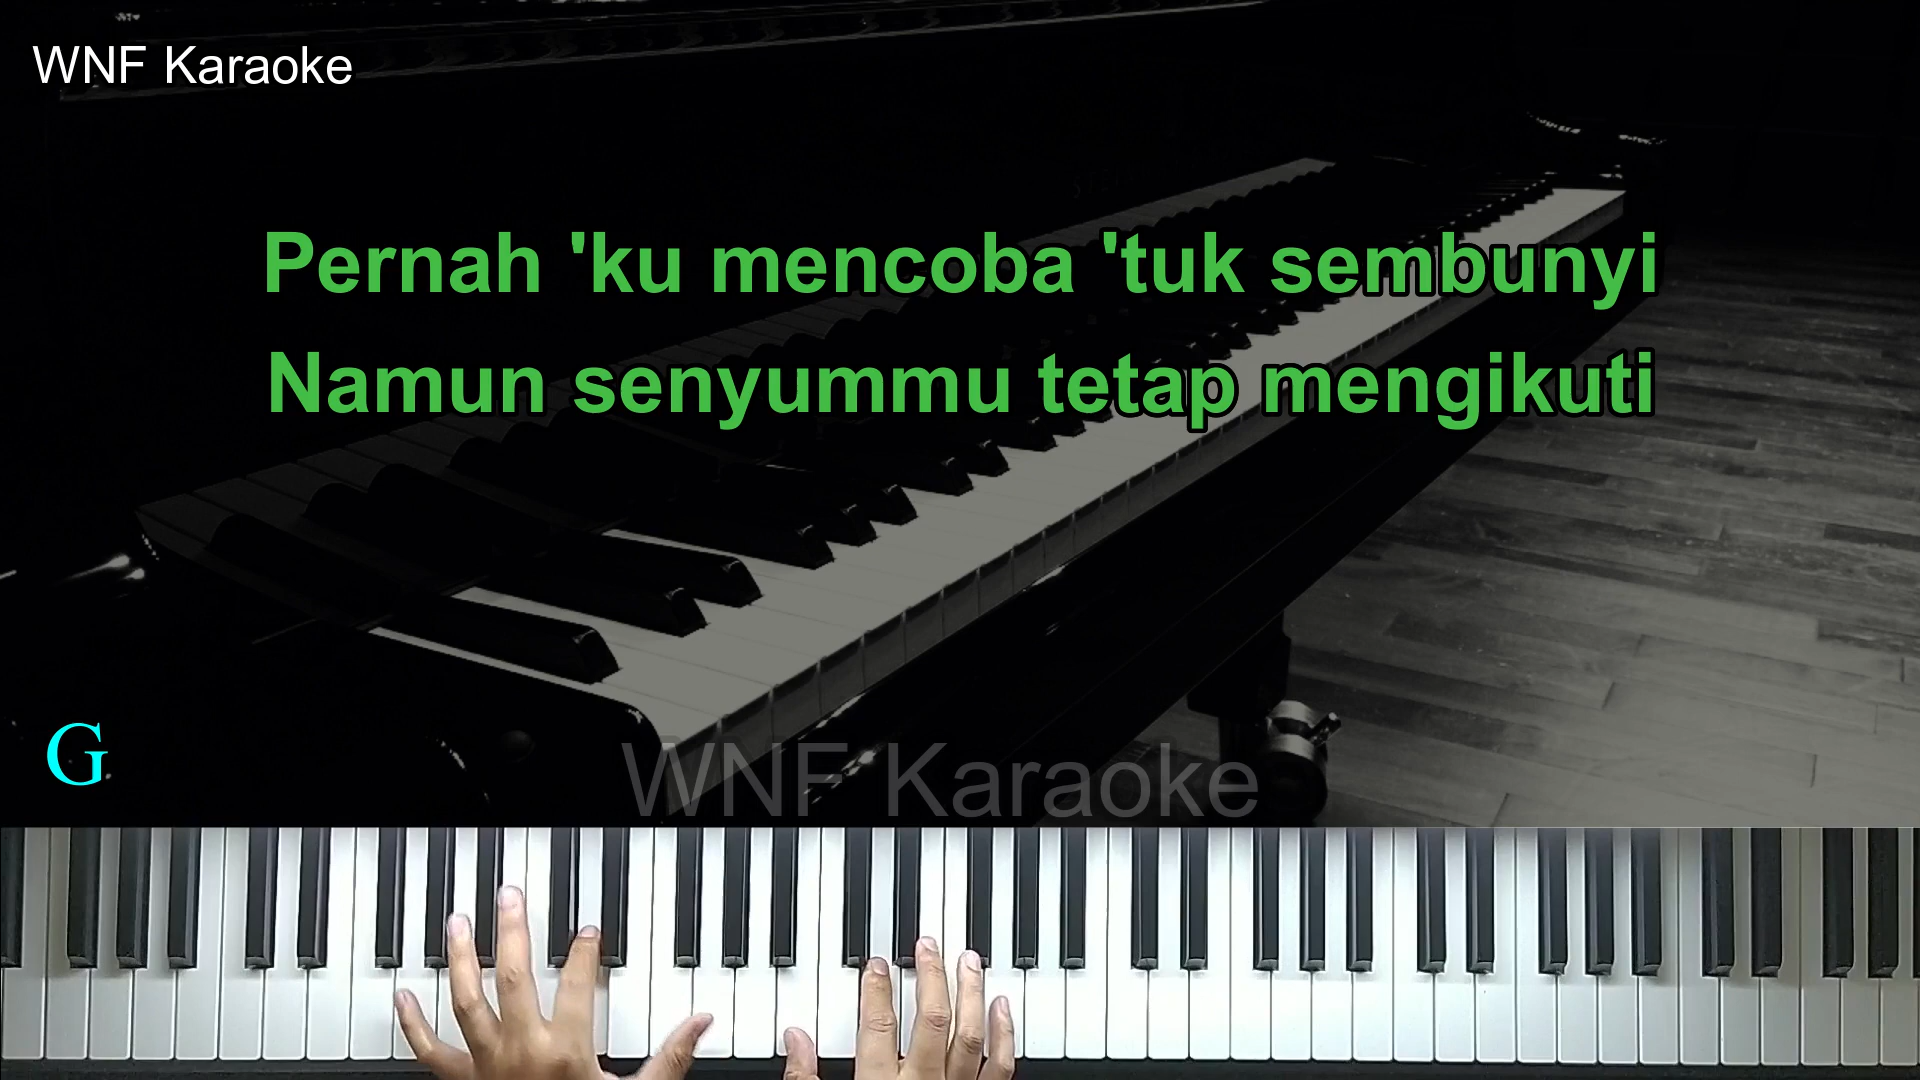 WNF Karaoke
Pernah 'ku mencoba 'tuk sembunyi
Namun senyummu tetap mengikuti
G
WNF Karaoke